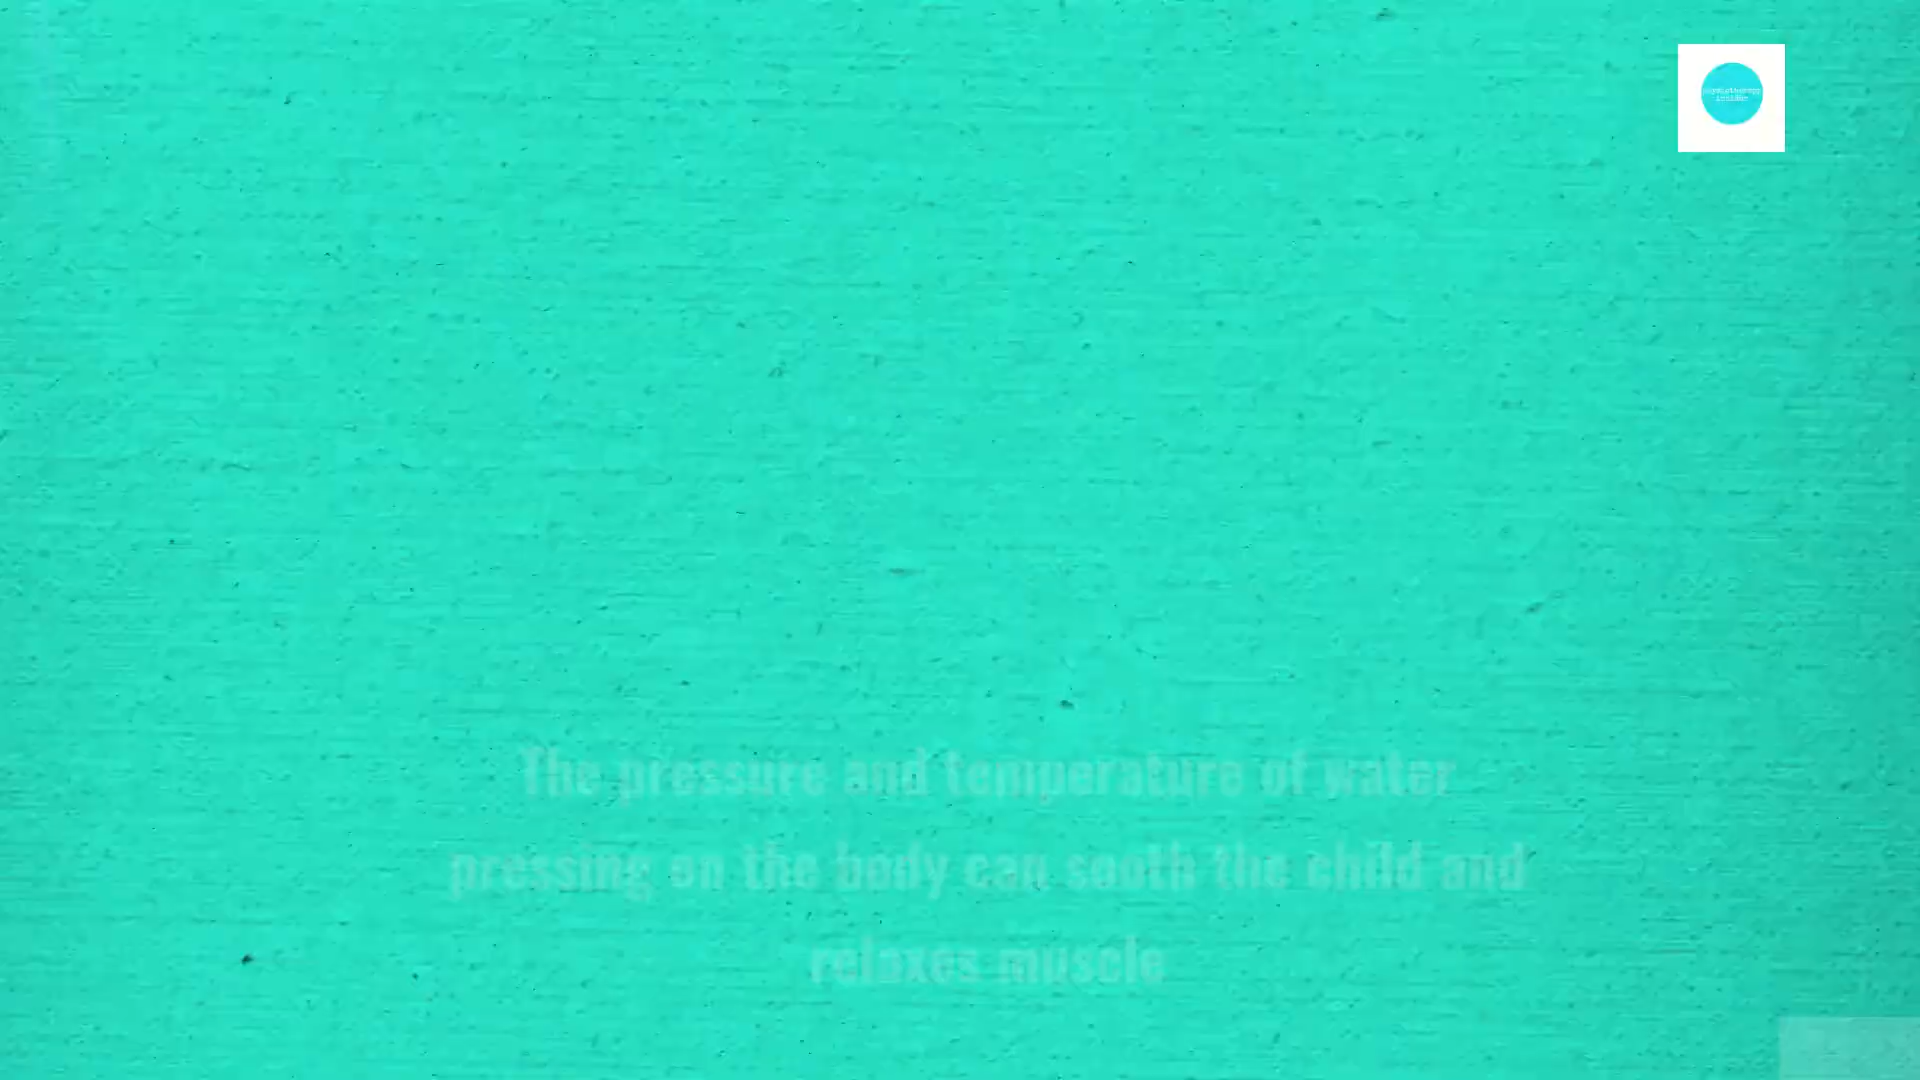 The pressure and temperature of water
pressing on the body can sooth the child and
relaxes muscle